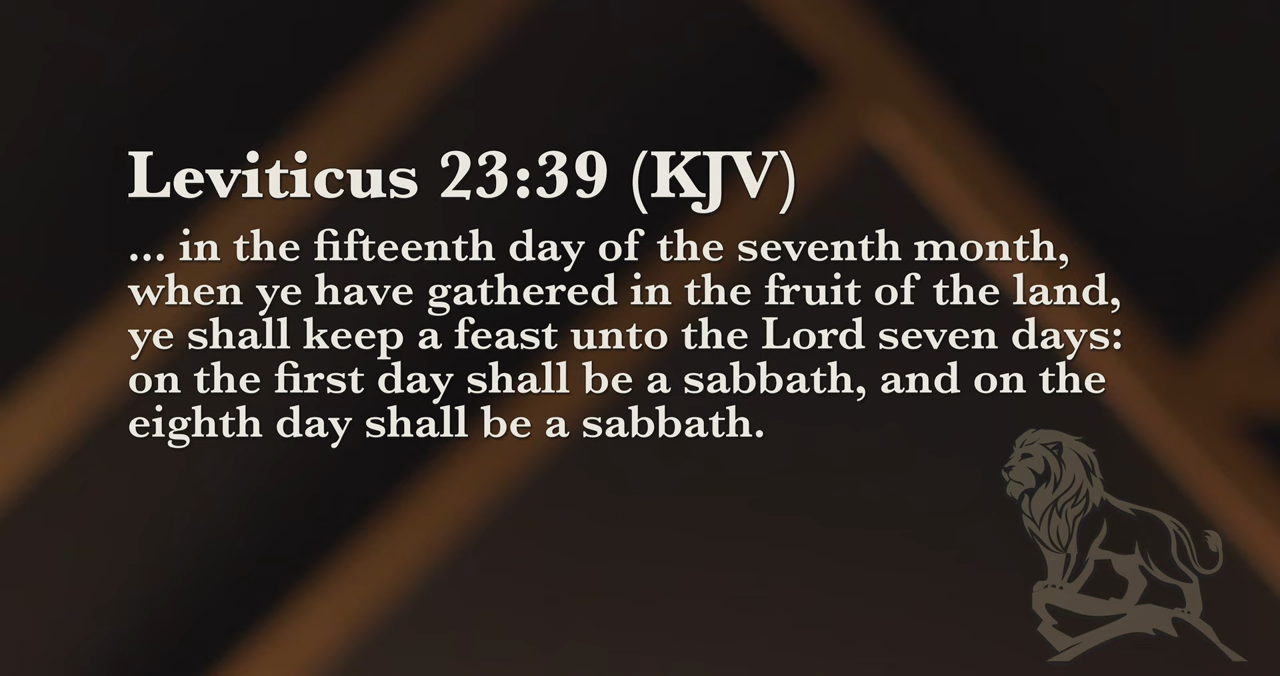 Leviticus 23:39 (KJV)
... in the fifteenth day of the seventh month,
when ye have gathered in the fruit of the land,
ye shall keep a feast unto the Lord seven days:
on the first day shall be a sabbath, and on the
eighth day shall be a sabbath.